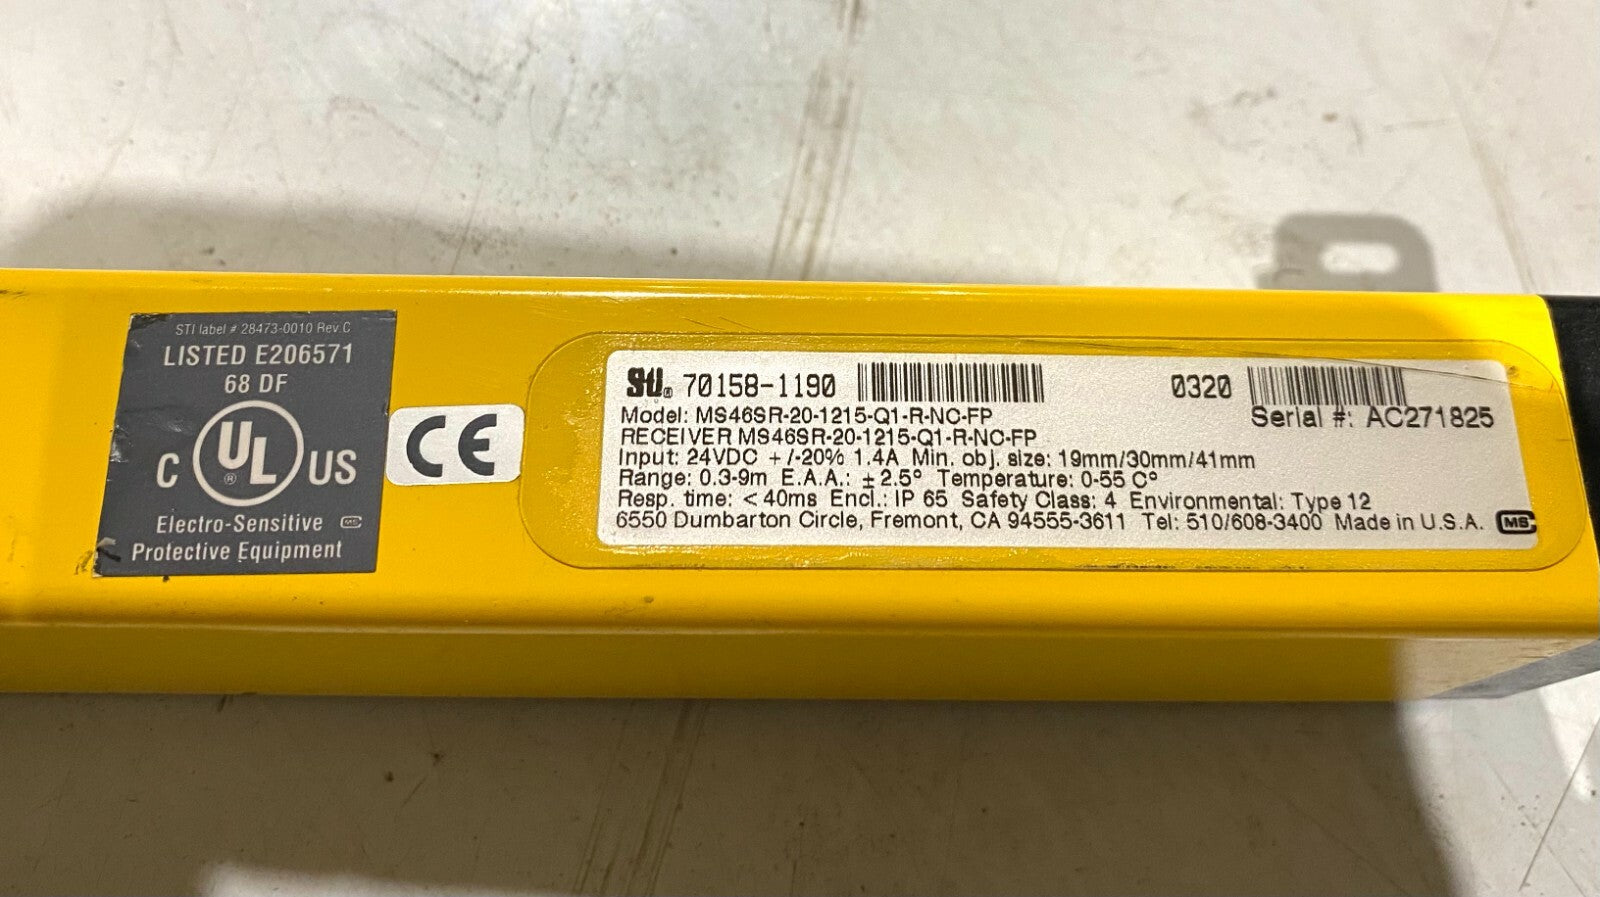 STI label # 28473-0010 Rev.C
LISTED E206571
68 DF
C UL US
®
Electro-Sensitive MS
Protective Equipment
CE
STI 70158-1190 0320
Model: MS46SR-20-1215-Q1-R-NC-FP Serial #: AC271825
RECEIVER MS46SR-20-1215-Q1-R-NC-FP
Input: 24VDC +/-20% 1.4A Min. obj. size: 19mm/30mm/41mm
Range: 0.3-9m E.A.A.: ±2.5° Temperature: 0-55 C°
Resp. time: <40ms Encl.: IP 65 Safety Class: 4 Environmental: Type 12
6550 Dumbarton Circle, Fremont, CA 94555-3611 Tel: 510/608-3400 Made in U.S.A. MS